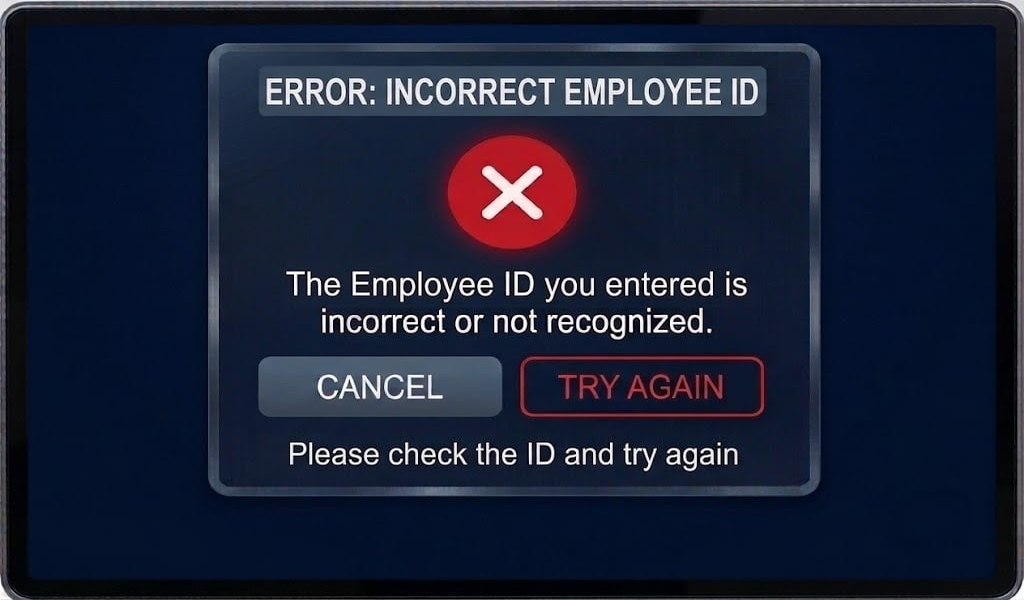 ERROR: INCORRECT EMPLOYEE ID
The Employee ID you entered is
incorrect or not recognized.
CANCEL
TRY AGAIN
Please check the ID and try again